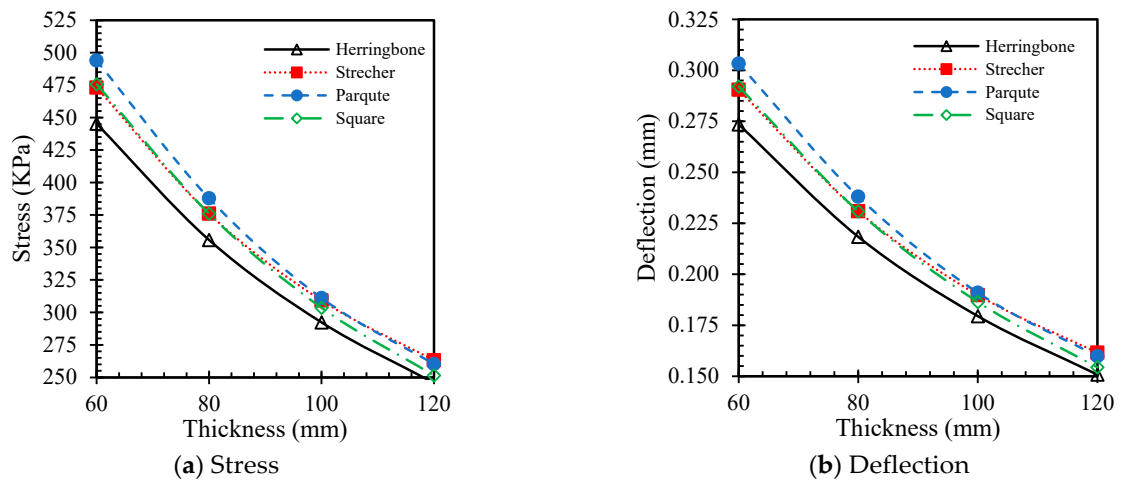 525
500
475
450
425
400
375
350
325
300
275
250
Stress (KPa)
Herringbone
Strecher
Parqute
Square
60 80 100 120
Thickness (mm)
(a) Stress
0.325
0.300
0.275
0.250
0.225
0.200
0.175
0.150
Deflection (mm)
Herringbone
Strecher
Parqute
Square
60 80 100 120
Thickness (mm)
(b) Deflection